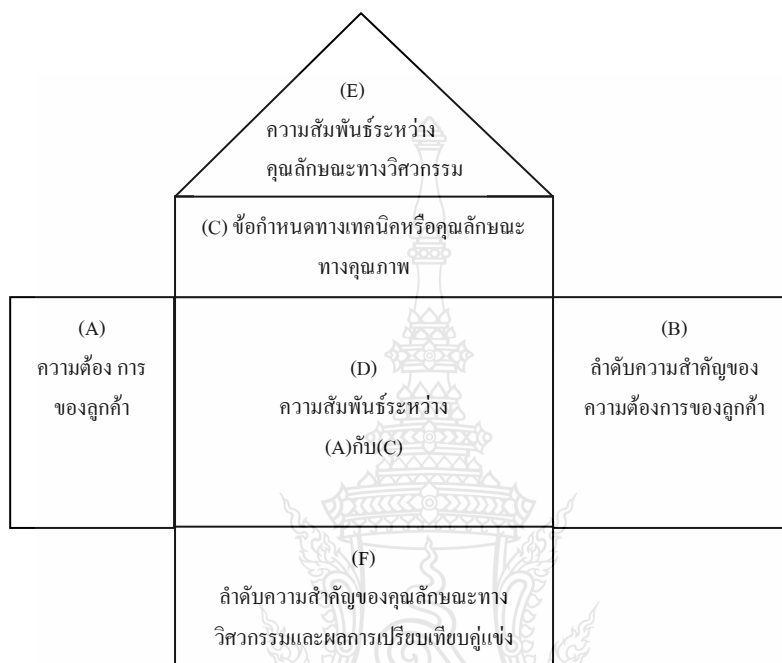 (E)
ความสัมพันธ์ระหว่าง
คุณลักษณะทางวิศวกรรม
(C) ข้อกำหนดทางเทคนิคหรือคุณลักษณะ
ทางคุณภาพ
(A)
ความต้อง การ
ของลูกค้า
(D)
ความสัมพันธ์ระหว่าง
(A)กับ(C)
(B)
ลำดับความสำคัญของ
ความต้องการของลูกค้า
(F)
ลำดับความสำคัญของคุณลักษณะทาง
วิศวกรรมและผลการเปรียบเทียบคู่แข่ง